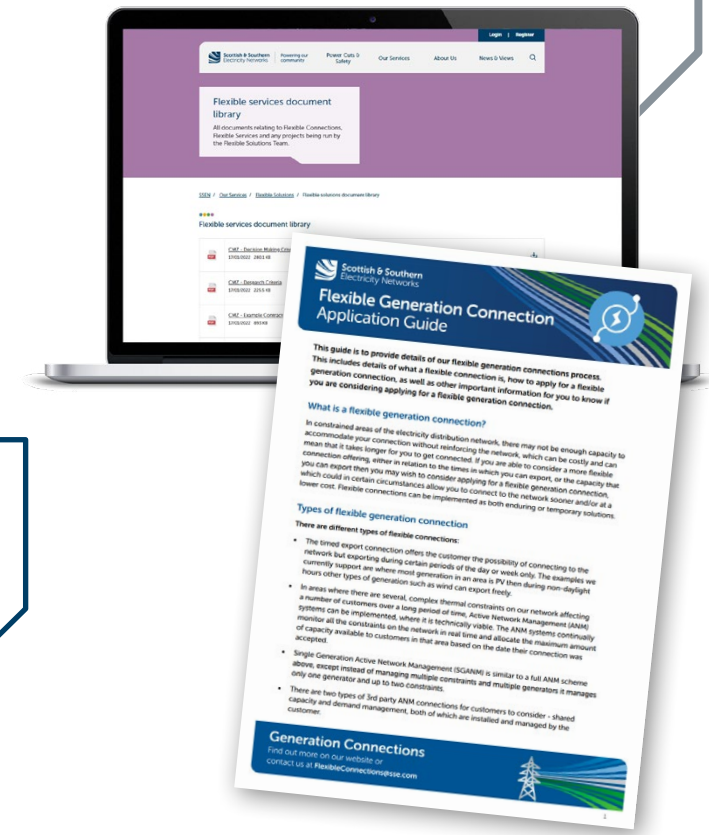 Login | Register
Scottish & Southern
Electricity Networks
Powering our
community
Power Cuts &
Safety
Our Services
About Us
News & Views
Flexible services document
library
All documents relating to Flexible Connections,
Flexible Services and any projects being run by
the Flexible Solutions Team.
SSEN / Our Services / Flexible Solutions / Flexible solutions document library
Flexible services document library
CMZ - Decision Making
17/01/2022
CMZ - Despatch Criteria
17/01/2022
CMZ - Example
17/01/2022
Scottish & Southern
Electricity Networks
Flexible Generation Connection
Application Guide
This guide is to provide details of our flexible generation connections process.
This includes details of what a flexible connection is, how to apply for a flexible
generation connection, as well as other important information for you to know if
you are considering applying for a flexible generation connection.
What is a flexible generation connection?
In constrained areas of the electricity distribution network, there may not be enough capacity to
accommodate your connection without reinforcing the network, which can be costly and can
mean that it takes longer for you to get connected. If you are able to consider a more flexible
connection offering, either in relation to the times in which you can export, or the capacity that
you can export then you may wish to consider applying for a flexible generation connection,
which could in certain circumstances allow you to connect to the network sooner and/or at a
lower cost. Flexible connections can be implemented as both enduring or temporary solutions.
Types of flexible generation connection
There are different types of flexible connections:
• The timed export connection offers the customer the possibility of connecting to the
network but exporting during certain periods of the day or week only. The examples we
currently support are where most generation in an area is PV then during non-daylight
hours other types of generation such as wind can export freely.
• In areas where there are several, complex thermal constraints on our network affecting
a number of customers over a long period of time, Active Network Management (ANM)
systems can be implemented, where it is technically viable. The ANM systems continually
monitor all the constraints on the network in real time and allocate the maximum amount
of capacity available to customers in that area based on the date their connection was
accepted.
• Single Generation Active Network Management (SGANM) is similar to a full ANM scheme
above, except instead of managing multiple constraints and multiple generators it manages
only one generator and up to two constraints.
• There are two types of 3rd party ANM connections for customers to consider - shared
capacity and demand management, both of which are installed and managed by the
customer.
Generation Connections
Find out more on our website or
contact us at FlexibleConnections@sse.com